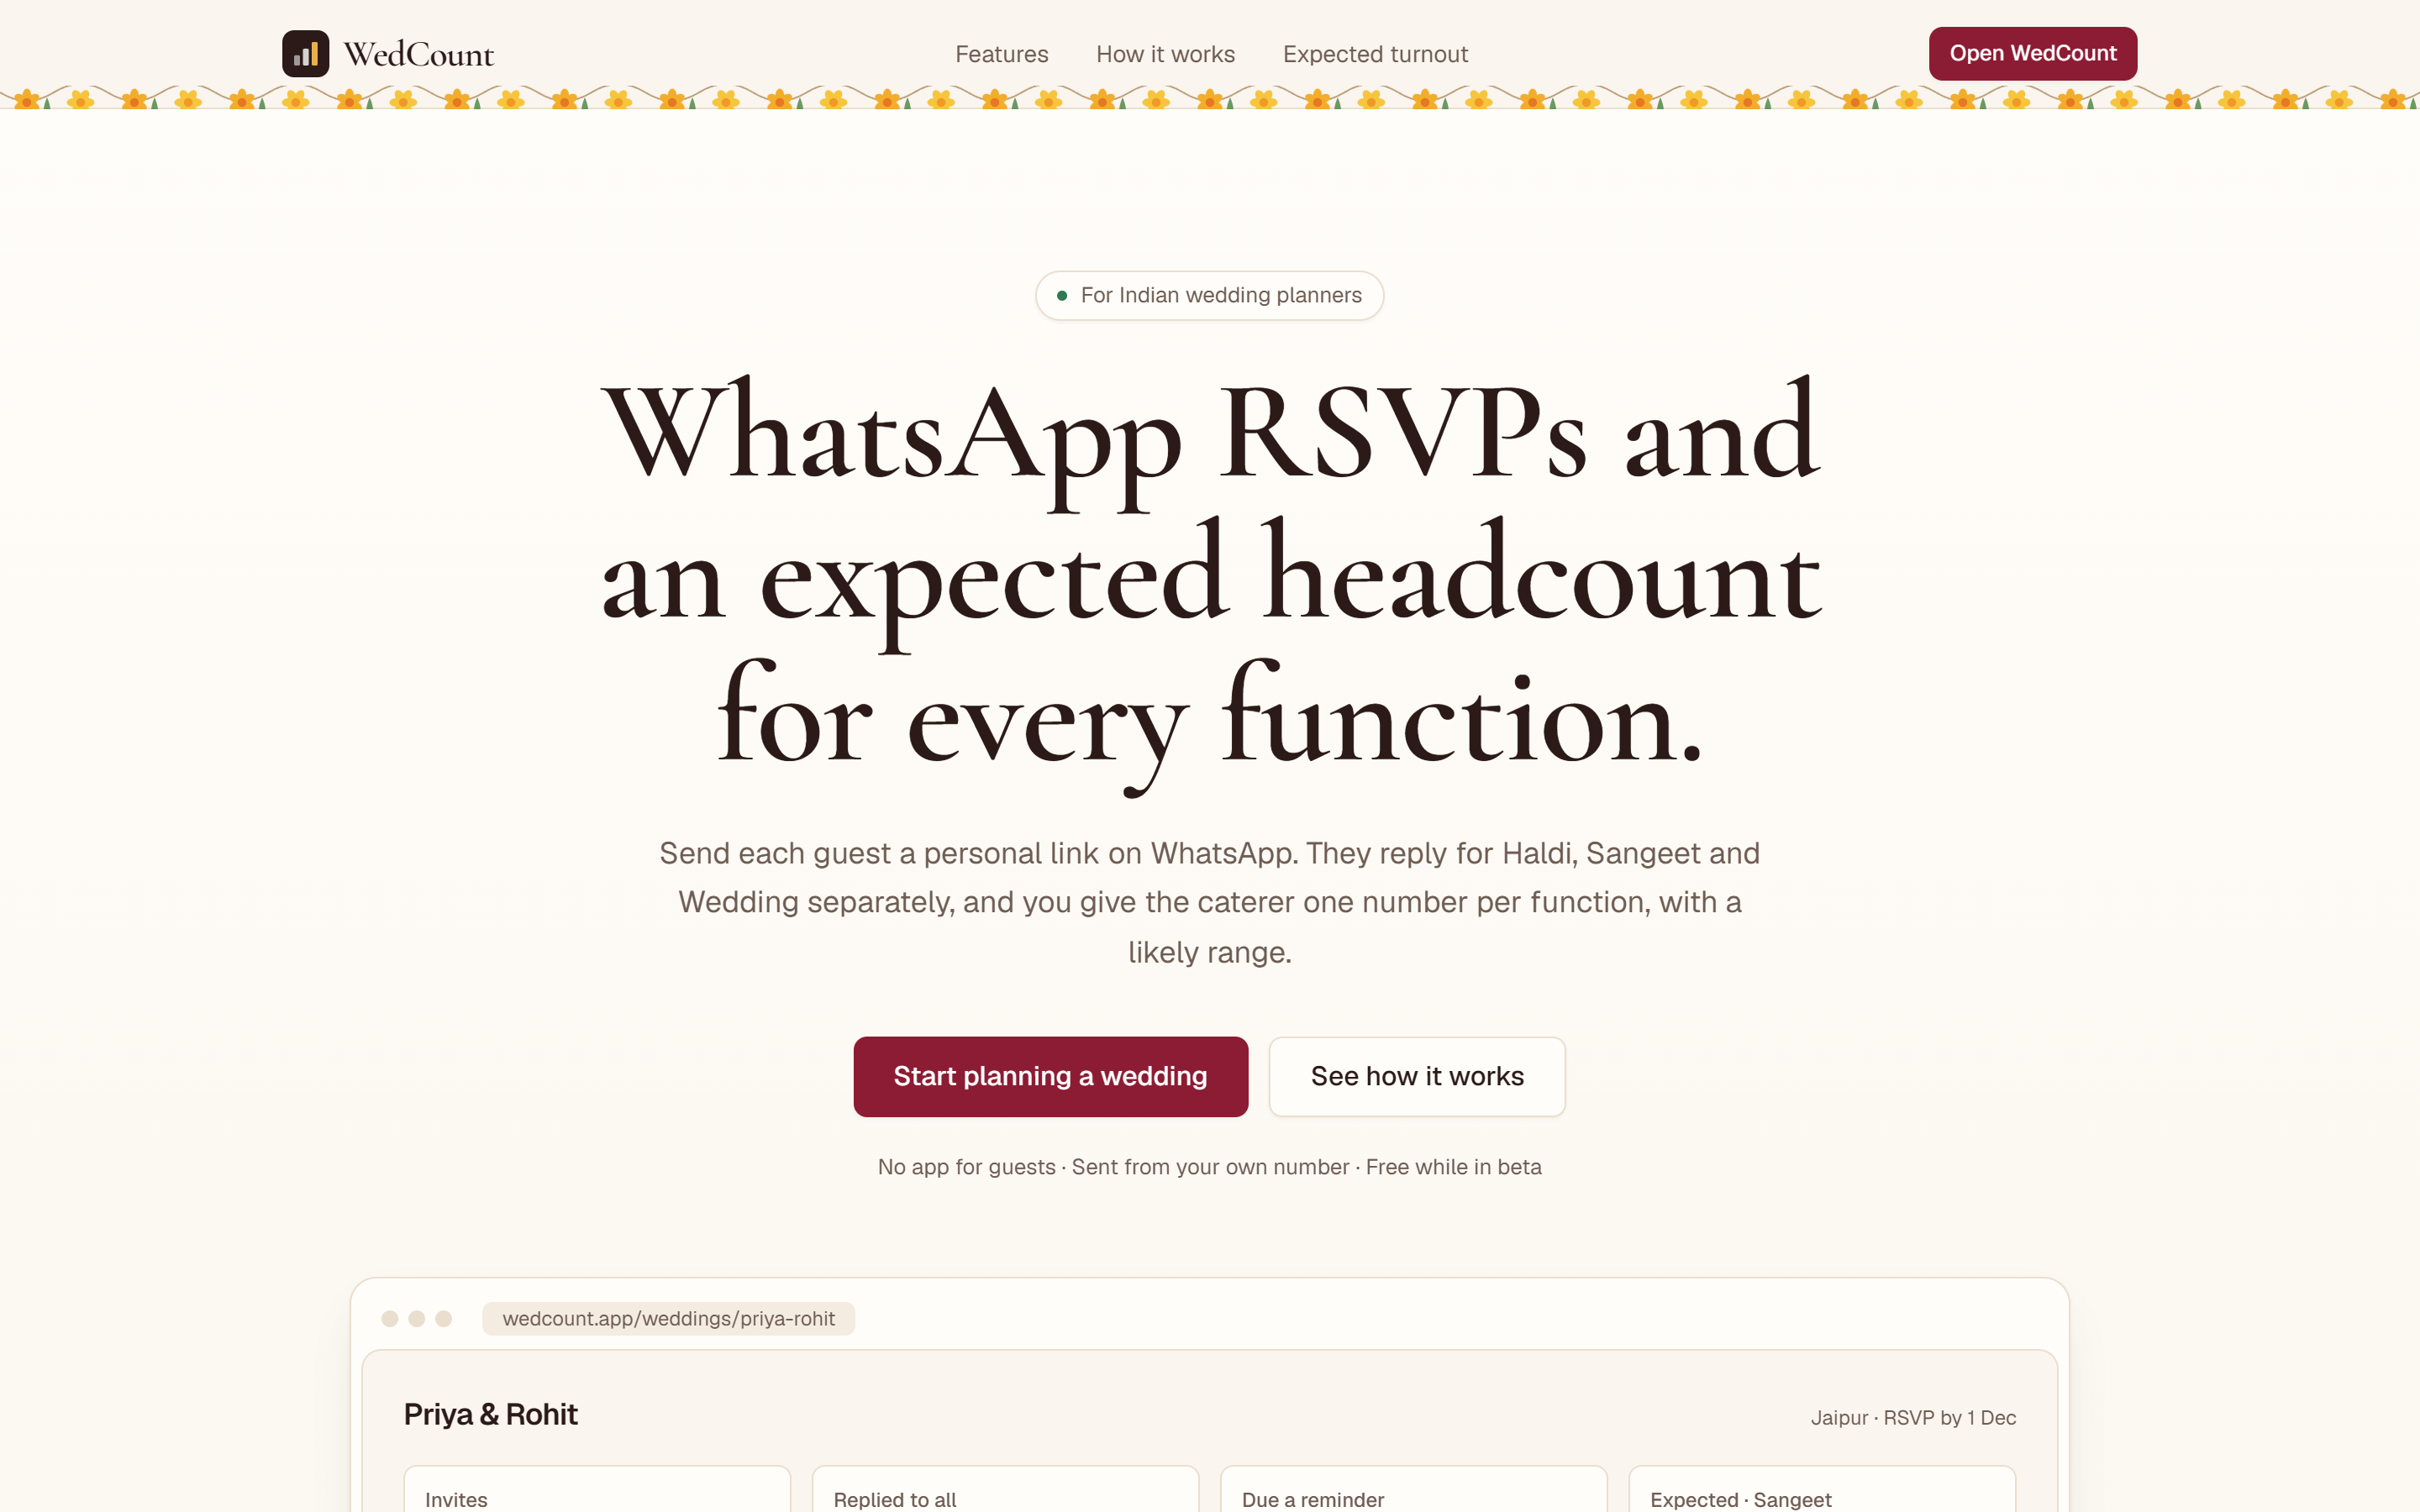 WedCount
Features
How it works
Expected turnout
Open WedCount
For Indian wedding planners
WhatsApp RSVPs and
an expected headcount
for every function.
Send each guest a personal link on WhatsApp. They reply for Haldi, Sangeet and
Wedding separately, and you give the caterer one number per function, with a
likely range.
Start planning a wedding
See how it works
No app for guests · Sent from your own number · Free while in beta
wedcount.app/weddings/priya-rohit
Priya & Rohit
Jaipur · RSVP by 1 Dec
Invites
Replied to all
Due a reminder
Expected · Sangeet